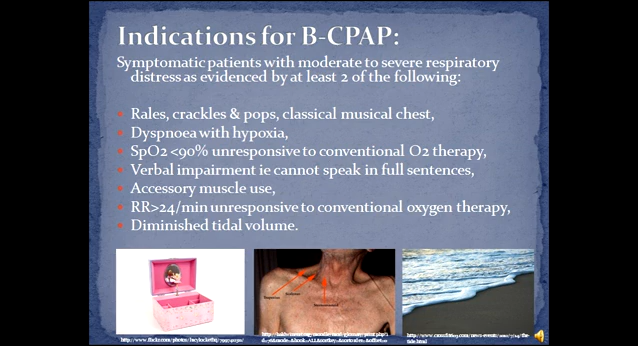 Indications for B-CPAP:
Symptomatic patients with moderate to severe respiratory
distress as evidenced by at least 2 of the following:
Rales, crackles & pops, classical musical chest,
Dyspnoea with hypoxia,
SpO2 <90% unresponsive to conventional O2 therapy,
Verbal impairment ie cannot speak in full sentences,
Accessory muscle use,
RR>24/min unresponsive to conventional oxygen therapy,
Diminished tidal volume.